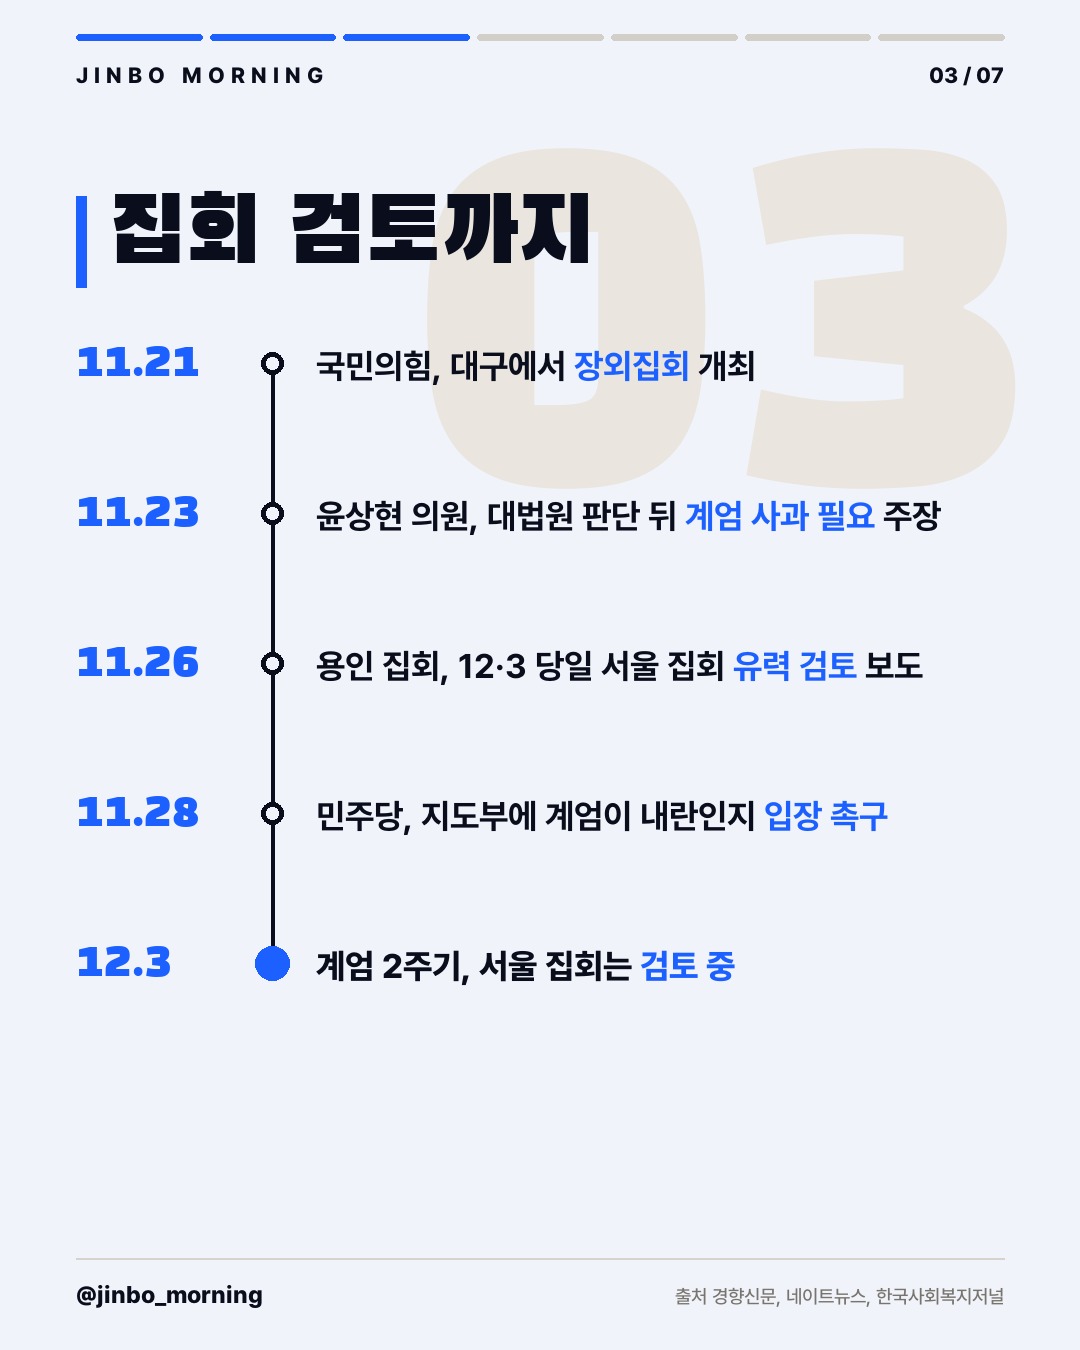 JINBO MORNING
03 / 07
03
집회 검토까지
11.21 국민의힘, 대구에서 장외집회 개최
11.23 윤상현 의원, 대법원 판단 뒤 계엄 사과 필요 주장
11.26 용인 집회, 12·3 당일 서울 집회 유력 검토 보도
11.28 민주당, 지도부에 계엄이 내란인지 입장 촉구
12.3 계엄 2주기, 서울 집회는 검토 중
@jinbo_morning
출처 경향신문, 네이트뉴스, 한국사회복지저널